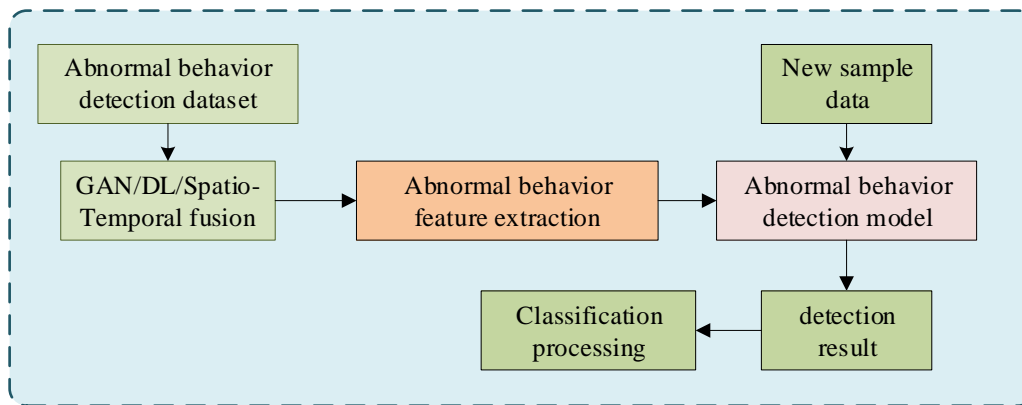 Abnormal behavior
detection dataset
New sample
data
GAN/DL/Spatio-
Temporal fusion
Abnormal behavior
feature extraction
Abnormal behavior
detection model
Classification
processing
detection
result